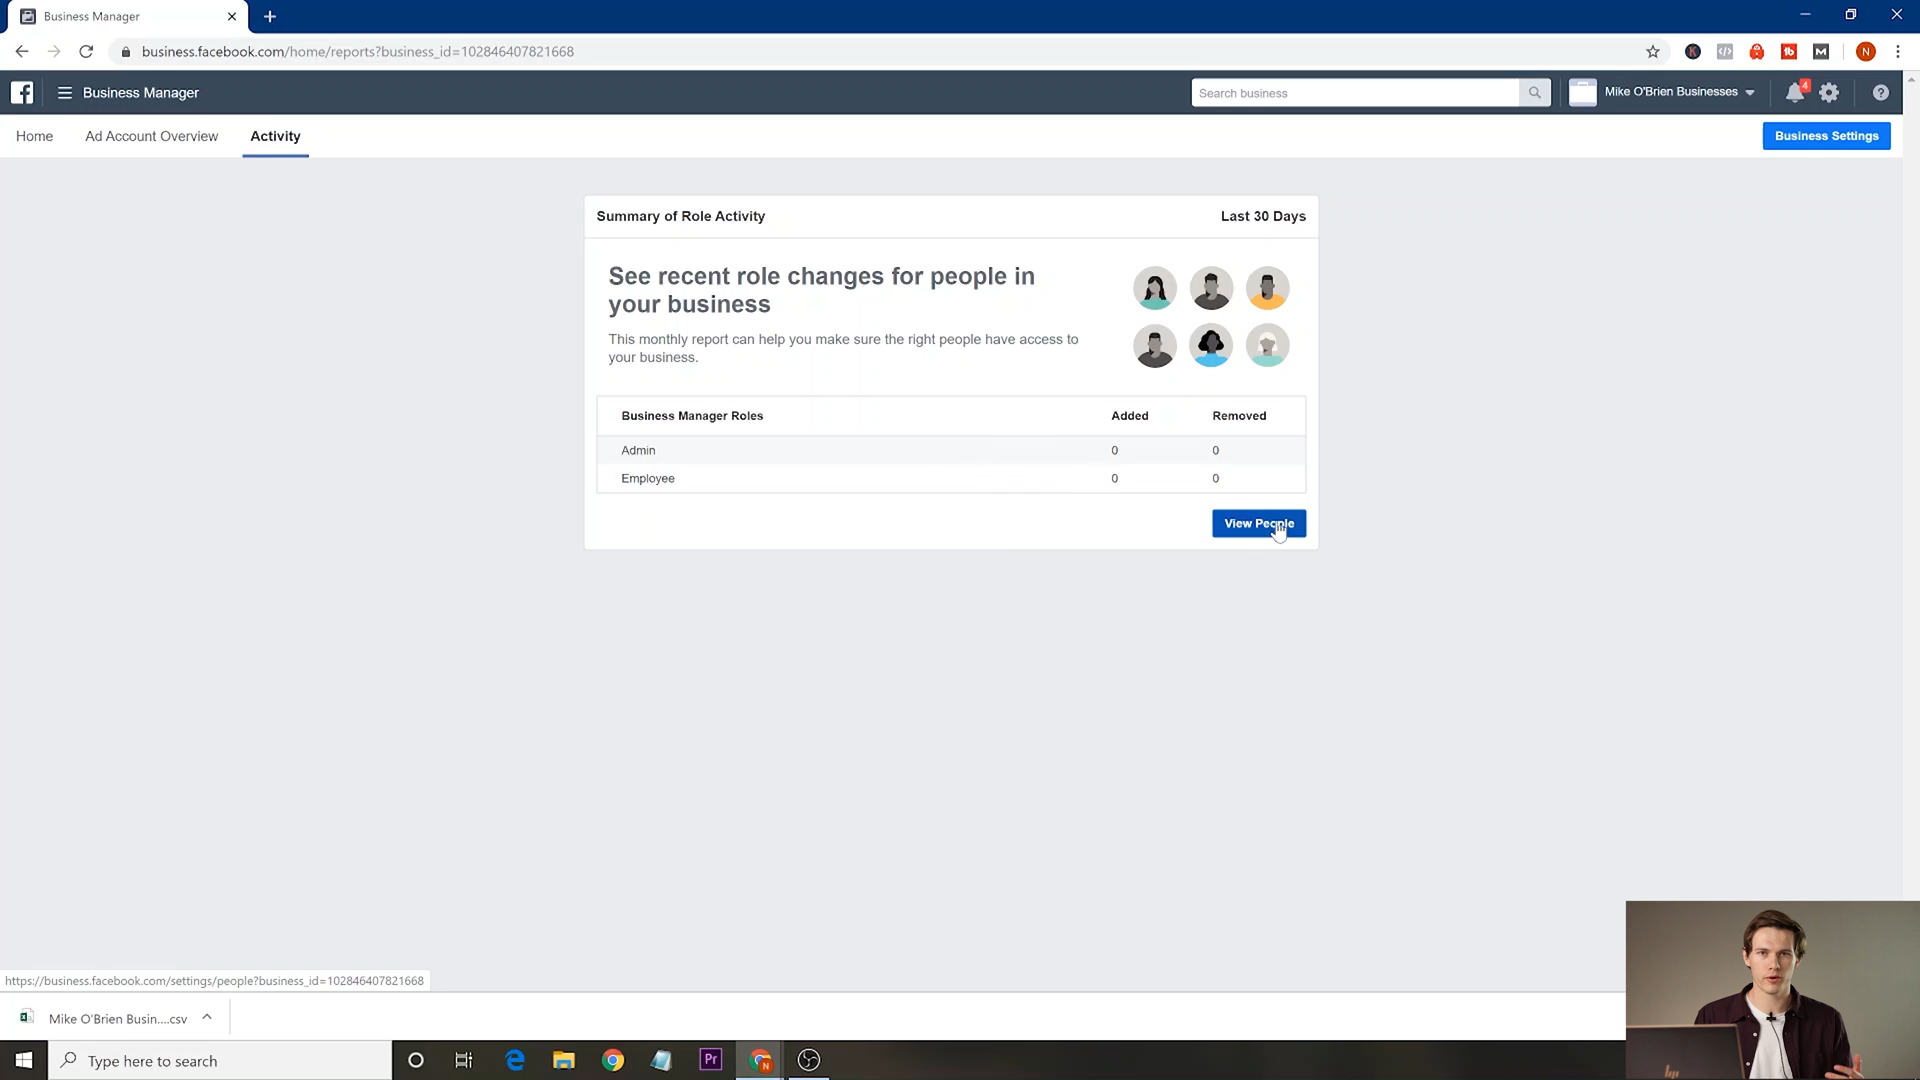 Business Manager
business.facebook.com/home/reports?business_id=102846407821668
Business Manager
Search business
Mike O'Brien Businesses
4
Home
Ad Account Overview
Activity
Business Settings
Summary of Role Activity
Last 30 Days
See recent role changes for people in
your business
This monthly report can help you make sure the right people have access to
your business.
Business Manager Roles
Added
Removed
Admin
0
0
Employee
0
0
View People
https://business.facebook.com/settings/people?business_id=102846407821668
Mike O'Brien Busin....csv
Type here to search
Pr
N
hp